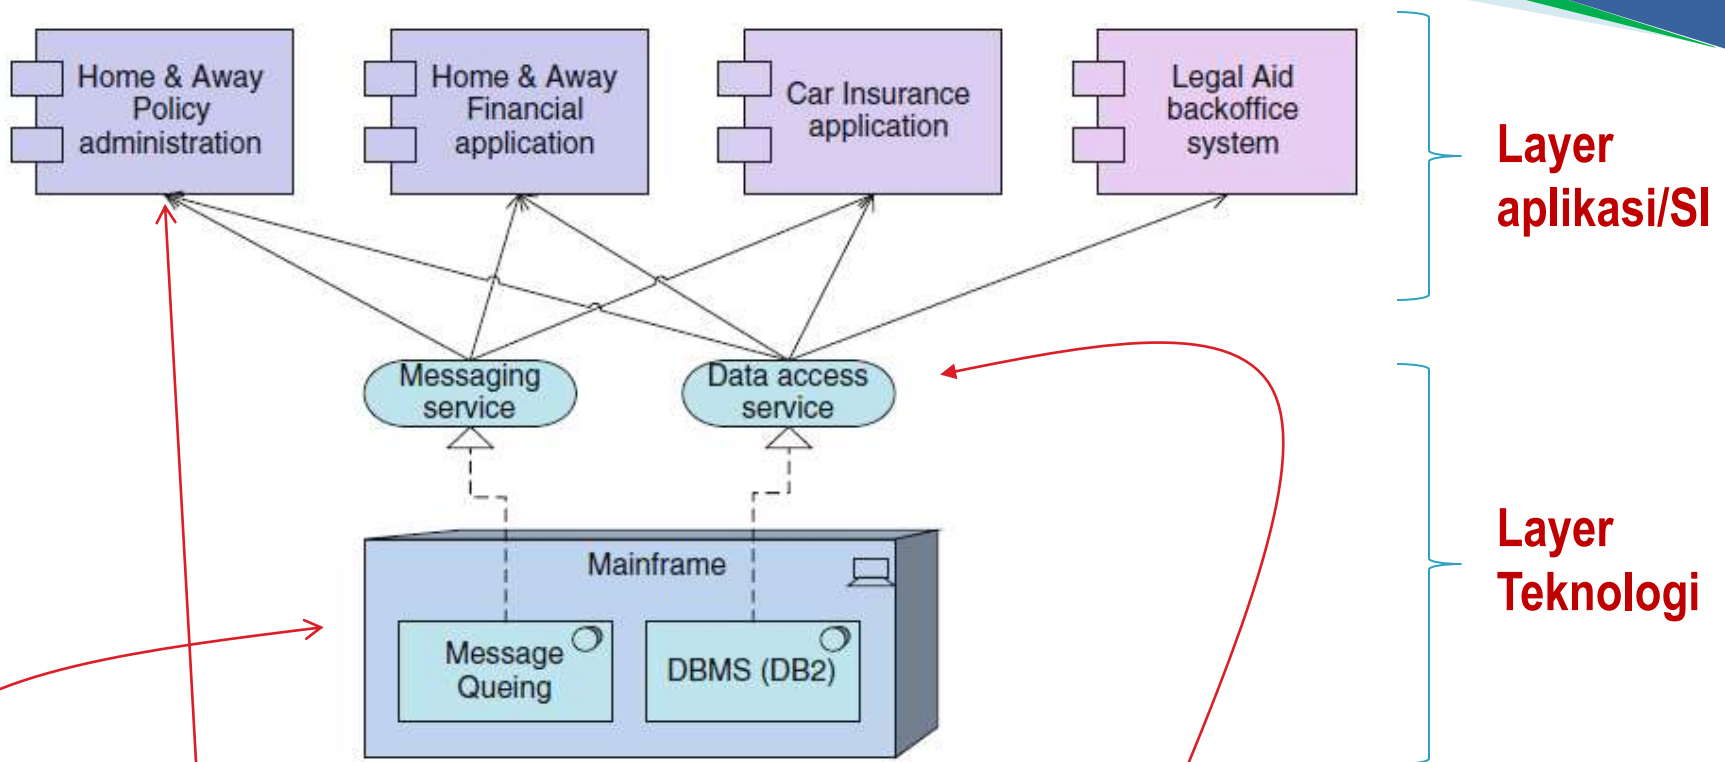 Home & Away
Policy
administration
Home & Away
Financial
application
Car Insurance
application
Legal Aid
backoffice
system
Layer
aplikasi/SI
Messaging
service
Data access
service
Layer
Teknologi
Mainframe
Message
Queing
DBMS (DB2)